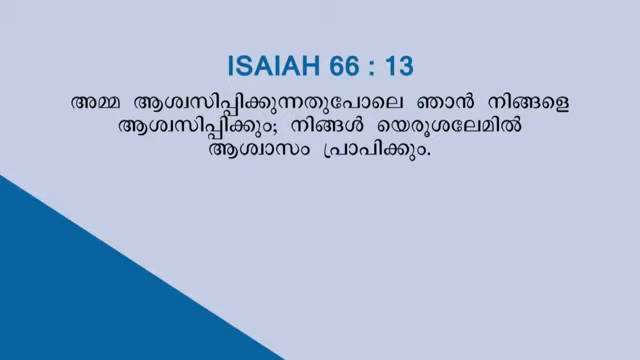 ISAIAH 66 : 13
അമ്മ ആശ്വസിപ്പിക്കുന്നതുപോലെ ഞാൻ നിങ്ങളെ
ആശ്വസിപ്പിക്കും; നിങ്ങൾ യെരൂശലേമിൽ
ആശ്വാസം പ്രാപിക്കും.